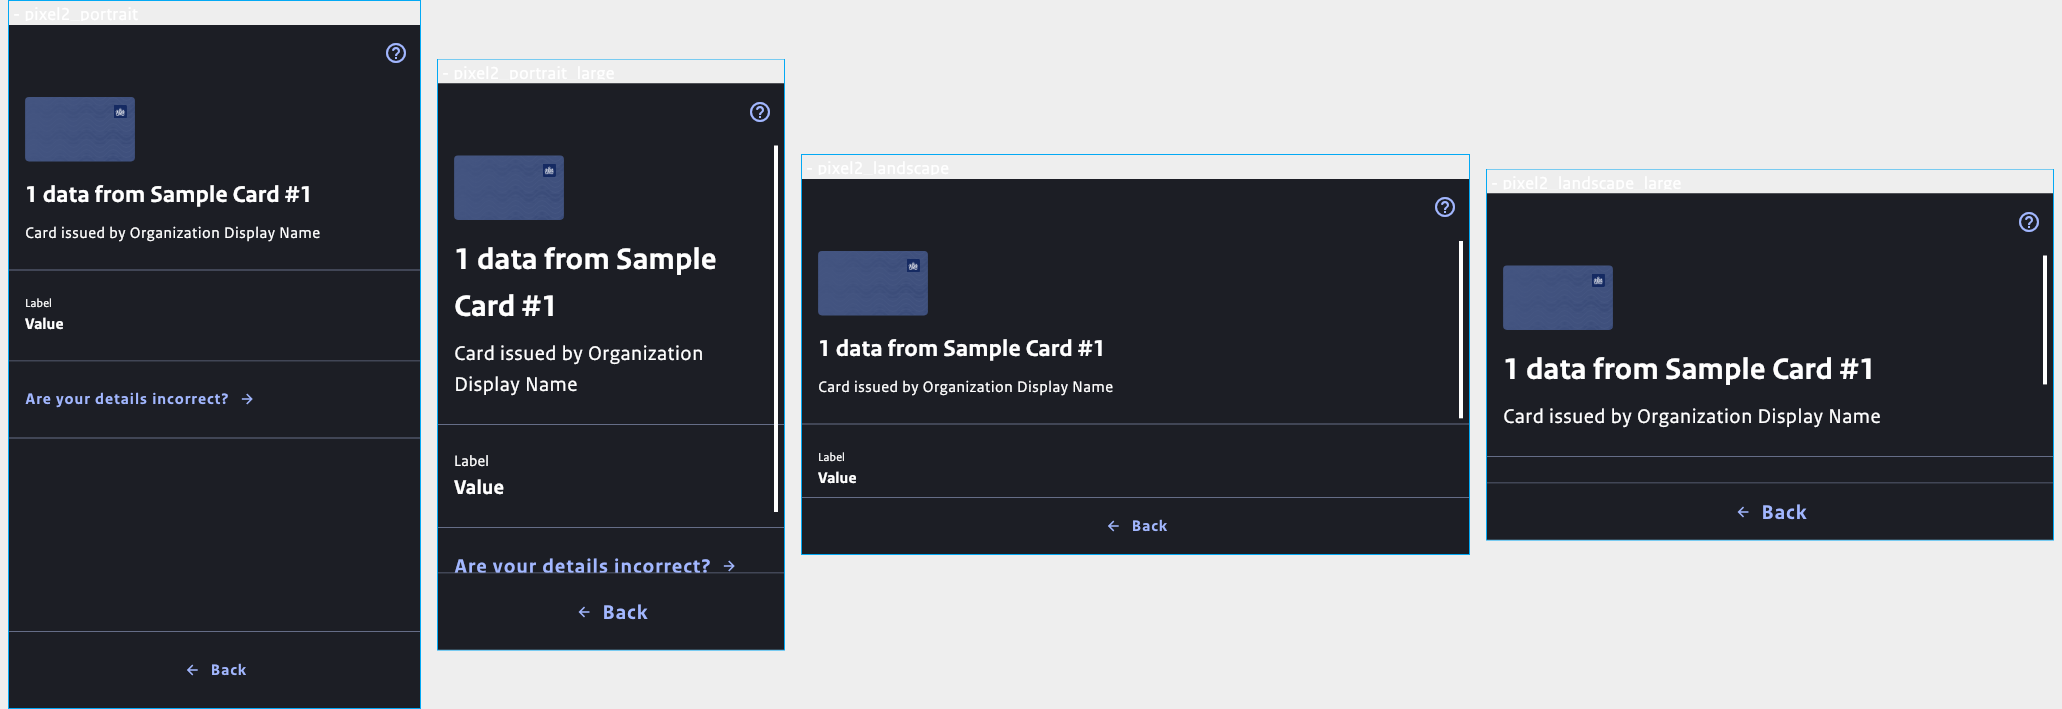 - pixel2_portrait
1 data from Sample Card #1
Card issued by Organization Display Name
Label
Value
Are your details incorrect? →
← Back
- pixel2_portrait_large
1 data from Sample
Card #1
Card issued by Organization
Display Name
Label
Value
Are your details incorrect? →
← Back
- pixel2_landscape
1 data from Sample Card #1
Card issued by Organization Display Name
Label
Value
← Back
- pixel2_landscape_large
1 data from Sample Card #1
Card issued by Organization Display Name
← Back